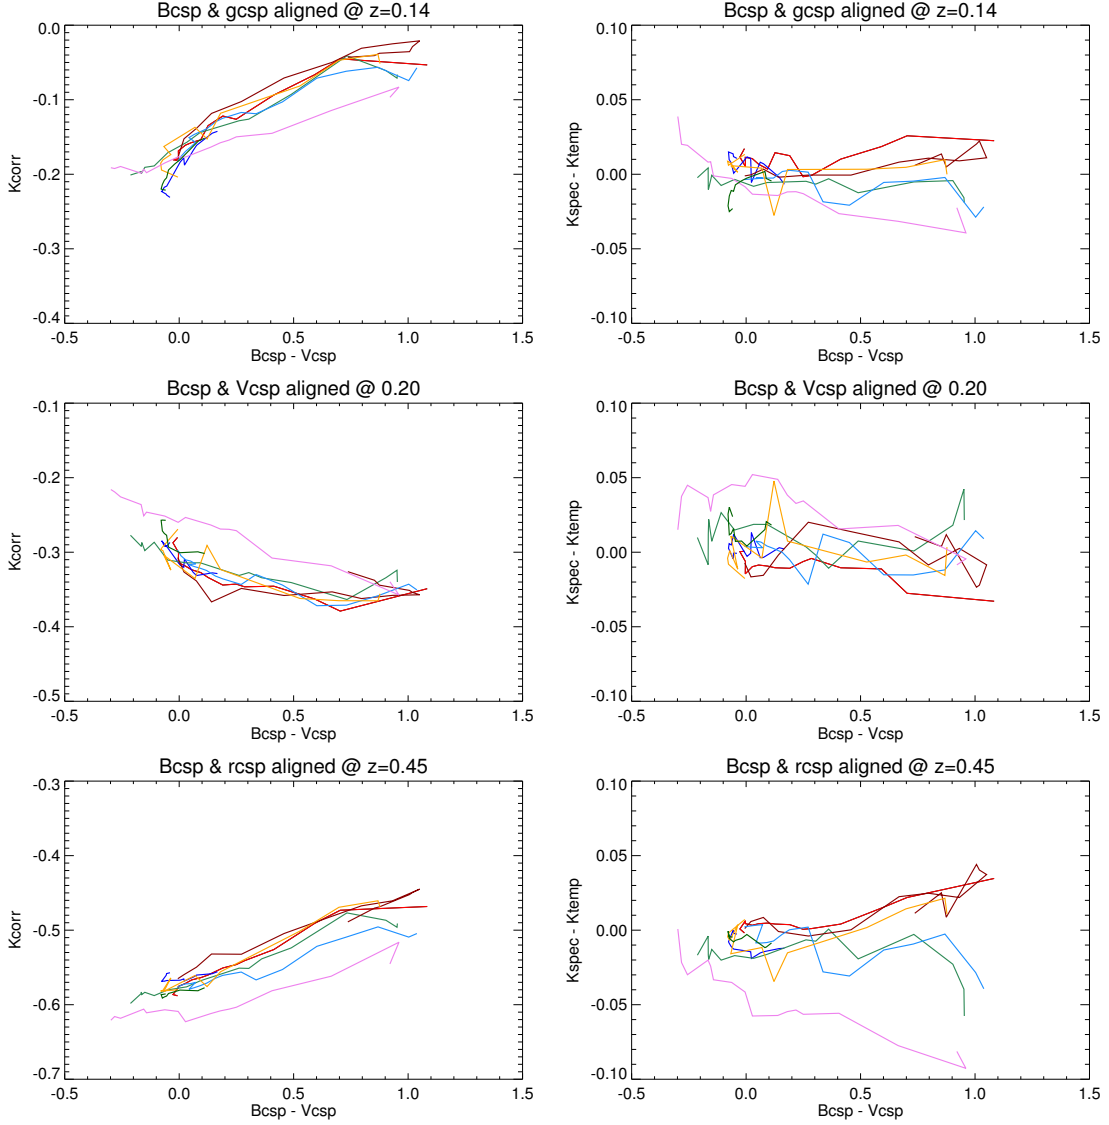 Bcsp & gcsp aligned @ z=0.14
0.0
-0.1
-0.2
-0.3
-0.4
Kcorr
-0.5 0.0 0.5 1.0 1.5
Bcsp - Vcsp
Bcsp & gcsp aligned @ z=0.14
0.10
0.05
0.00
-0.05
-0.10
Kspec - Ktemp
-0.5 0.0 0.5 1.0 1.5
Bcsp - Vcsp
Bcsp & Vcsp aligned @ 0.20
-0.1
-0.2
-0.3
-0.4
-0.5
Kcorr
-0.5 0.0 0.5 1.0 1.5
Bcsp - Vcsp
Bcsp & Vcsp aligned @ 0.20
0.10
0.05
0.00
-0.05
-0.10
Kspec - Ktemp
-0.5 0.0 0.5 1.0 1.5
Bcsp - Vcsp
Bcsp & rcsp aligned @ z=0.45
-0.3
-0.4
-0.5
-0.6
-0.7
Kcorr
-0.5 0.0 0.5 1.0 1.5
Bcsp - Vcsp
Bcsp & rcsp aligned @ z=0.45
0.10
0.05
0.00
-0.05
-0.10
Kspec - Ktemp
-0.5 0.0 0.5 1.0 1.5
Bcsp - Vcsp